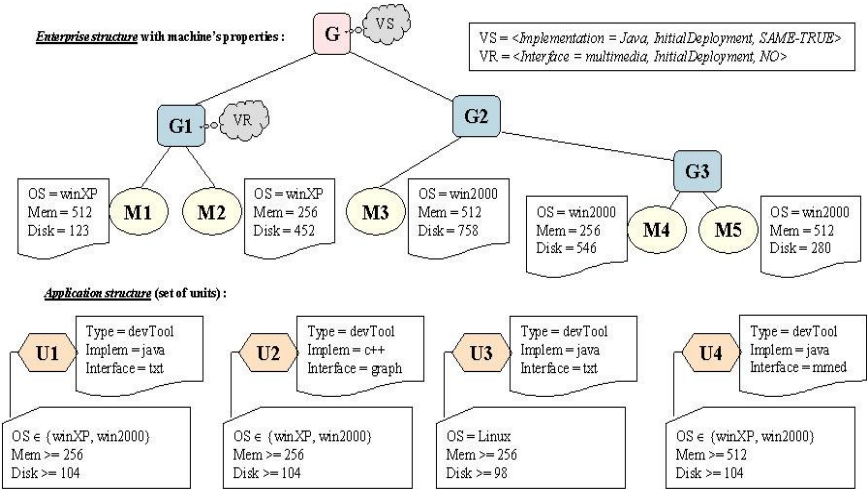 Enterprise structure with machine's properties :
G
VS
VS = <Implementation = Java, InitialDeployment, SAME-TRUE>
VR = <Interface = multimedia, InitialDeployment, NO>
G1
VR
G2
G3
OS = winXP
Mem = 512
Disk = 123
M1
M2
OS = winXP
Mem = 256
Disk = 452
M3
OS = win2000
Mem = 512
Disk = 758
OS = win2000
Mem = 256
Disk = 546
M4
M5
OS = win2000
Mem = 512
Disk = 280
Application structure (set of units) :
U1
Type = devTool
Implem = java
Interface = txt
OS ∈ {winXP, win2000}
Mem >= 256
Disk >= 104
U2
Type = devTool
Implem = c++
Interface = graph
OS ∈ {winXP, win2000}
Mem >= 256
Disk >= 104
U3
Type = devTool
Implem = java
Interface = txt
OS = Linux
Mem >= 256
Disk >= 98
U4
Type = devTool
Implem = java
Interface = mmed
OS ∈ {winXP, win2000}
Mem >= 512
Disk >= 104